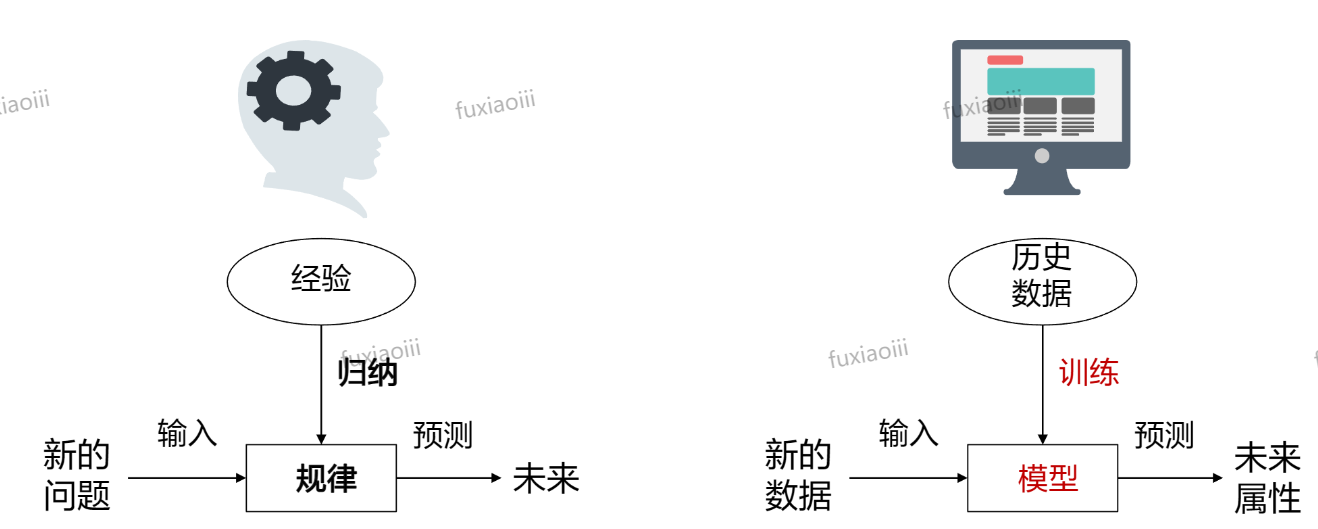 iaoiii
fuxiaoiii
fuxiaoiii
经验
历史
数据
fuxiaoiii
归纳
fuxiaoiii
训练
输入
预测
新的
问题
规律
未来
输入
预测
新的
数据
模型
未来
属性